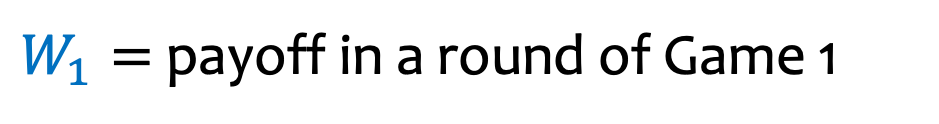 W₁ = payoff in a round of Game 1